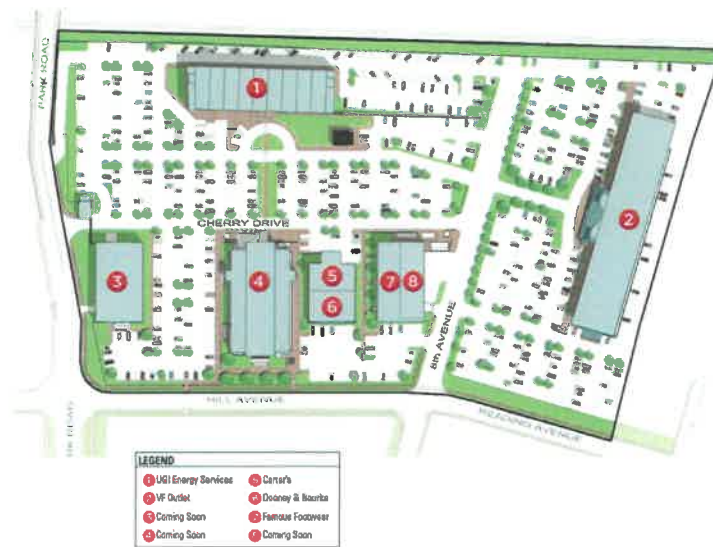 PARK ROAD
1
2
CHERRY DRIVE
3
4
5
6
7
8
8th AVENUE
HILL AVENUE
READING AVENUE
ROAD
LEGEND
1 UGI Energy Services
2 VF Outlet
3 Coming Soon
4 Coming Soon
5 Carter's
6 Dooney & Bourke
7 Famous Footwear
8 Coming Soon